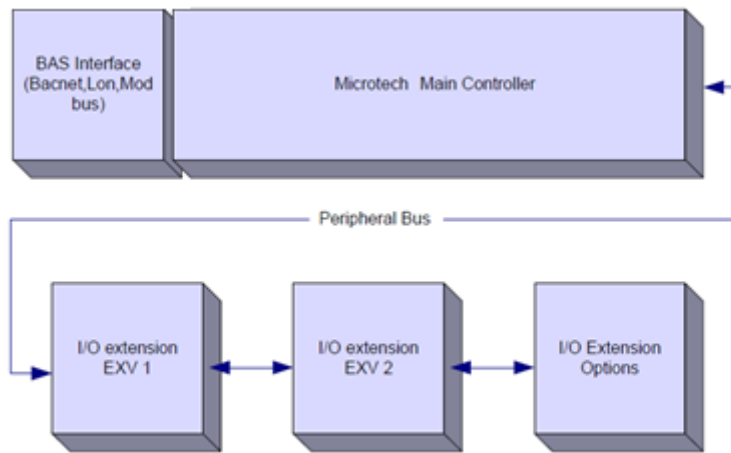 BAS Interface
(Bacnet,Lon,Mod
bus)
Microtech Main Controller
Peripheral Bus
I/O extension
EXV 1
I/O extension
EXV 2
I/O Extension
Options